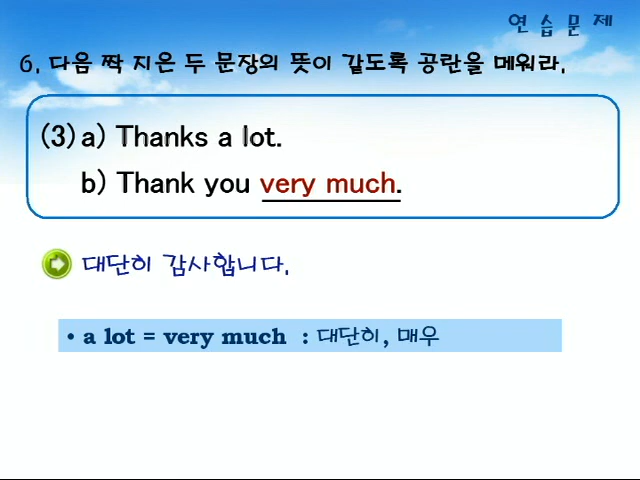 연 습 문 제
6. 다음 짝 지은 두 문장의 뜻이 같도록 공란을 메워라.
(3) a) Thanks a lot.
b) Thank you very much.
대단히 감사합니다.
• a lot = very much : 대단히, 매우